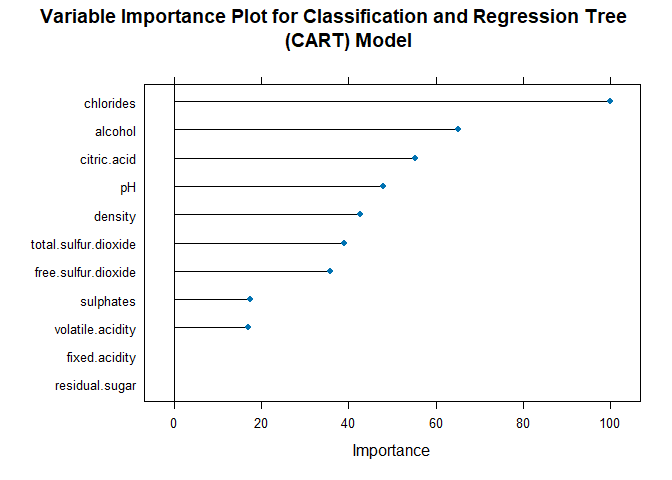 Variable Importance Plot for Classification and Regression Tree
(CART) Model
chlorides
alcohol
citric.acid
pH
density
total.sulfur.dioxide
free.sulfur.dioxide
sulphates
volatile.acidity
fixed.acidity
residual.sugar
0 20 40 60 80 100
Importance